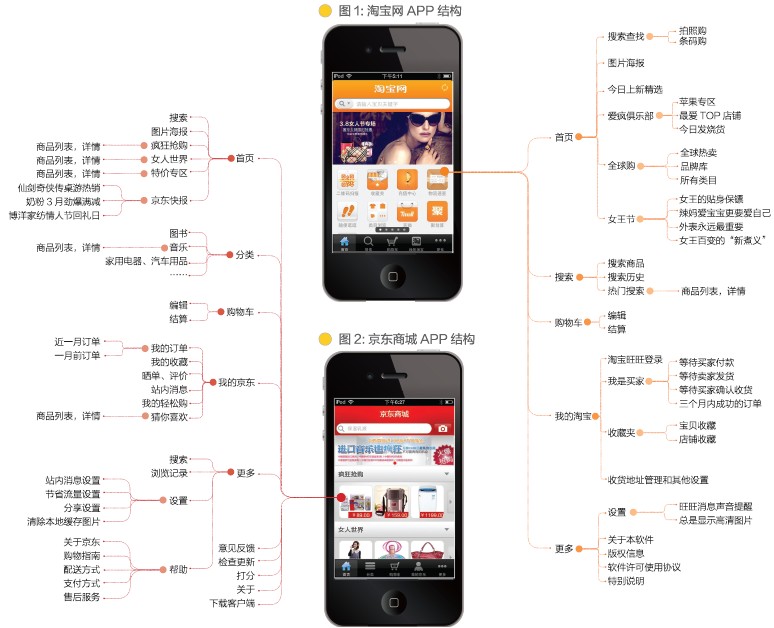 图 1: 淘宝网 APP 结构
iPod
下午5:11
淘宝网
3.8女人节专场
首页
搜索查找
拍照购
条码购
图片海报
今日上新精选
爱疯俱乐部
苹果专区
最爱 TOP 店铺
今日发烧货
全球购
全球热卖
品牌库
所有类目
女王节
女王的贴身保镖
辣妈爱宝宝更要爱自己
外表永远最重要
女王百变的“新煮义”
搜索
搜索商品
搜索历史
热门搜索
商品列表，详情
购物车
编辑
结算
我的淘宝
淘宝旺旺登录
我是买家
等待买家付款
等待卖家发货
等待买家确认收货
三个月内成功的订单
收藏夹
宝贝收藏
店铺收藏
收货地址管理和其他设置
更多
设置
旺旺消息声音提醒
总是显示高清图片
关于本软件
版权信息
软件许可使用协议
特别说明
图 2: 京东商城 APP 结构
iPod
下午6:27
京东商城
疯狂抢购
¥ 89.00
¥ 159.00
¥ 1199.00
女人世界
首页
搜索
图片海报
疯狂抢购
商品列表，详情
女人世界
商品列表，详情
特价专区
商品列表，详情
京东快报
仙剑奇侠传桌游热销
奶粉 3 月劲爆满减
博洋家纺情人节回礼日
分类
图书
音乐
商品列表，详情
家用电器、汽车用品
……
购物车
编辑
结算
我的京东
我的订单
近一月订单
一月前订单
我的收藏
晒单、评价
站内消息
我的轻松购
猜你喜欢
商品列表，详情
更多
搜索
浏览记录
设置
站内消息设置
节省流量设置
分享设置
清除本地缓存图片
帮助
关于京东
购物指南
配送方式
支付方式
售后服务
意见反馈
检查更新
打分
关于
下载客户端